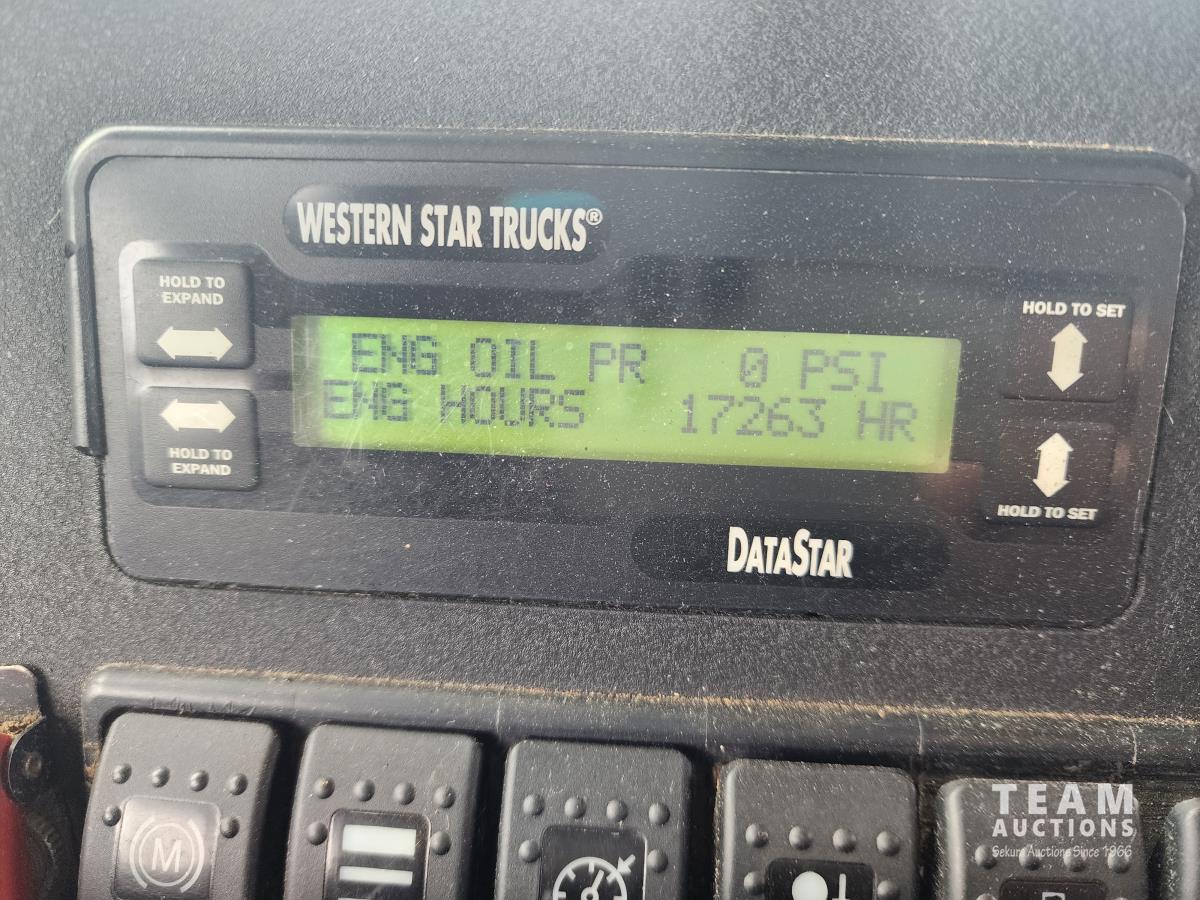 WESTERN STAR TRUCKS®
HOLD TO
EXPAND
HOLD TO SET
ENG OIL PR 0 PSI
ENG HOURS 17263 HR
HOLD TO
EXPAND
HOLD TO SET
DATASTAR
M
TEAM
AUCTIONS
Sekura Auctions Since 1966